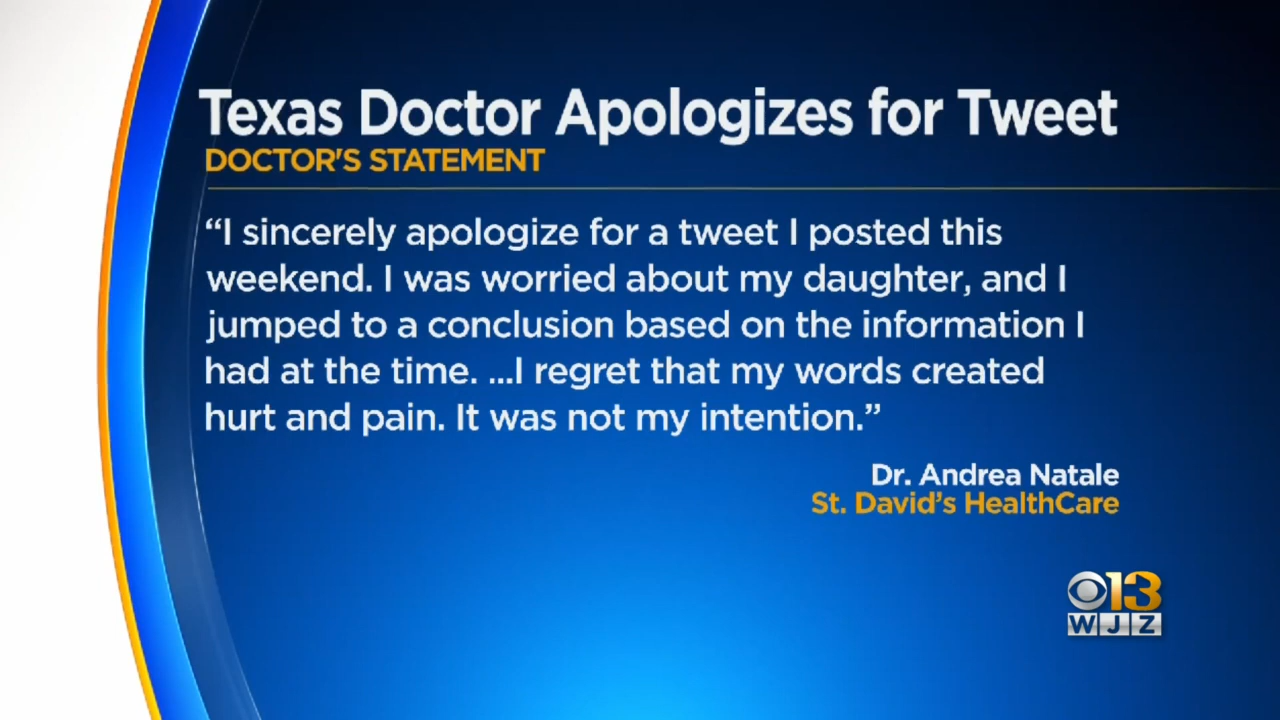 Texas Doctor Apologizes for Tweet
DOCTOR'S STATEMENT
“I sincerely apologize for a tweet I posted this
weekend. I was worried about my daughter, and I
jumped to a conclusion based on the information I
had at the time. ...I regret that my words created
hurt and pain. It was not my intention.”
Dr. Andrea Natale
St. David’s HealthCare
13
WJZ